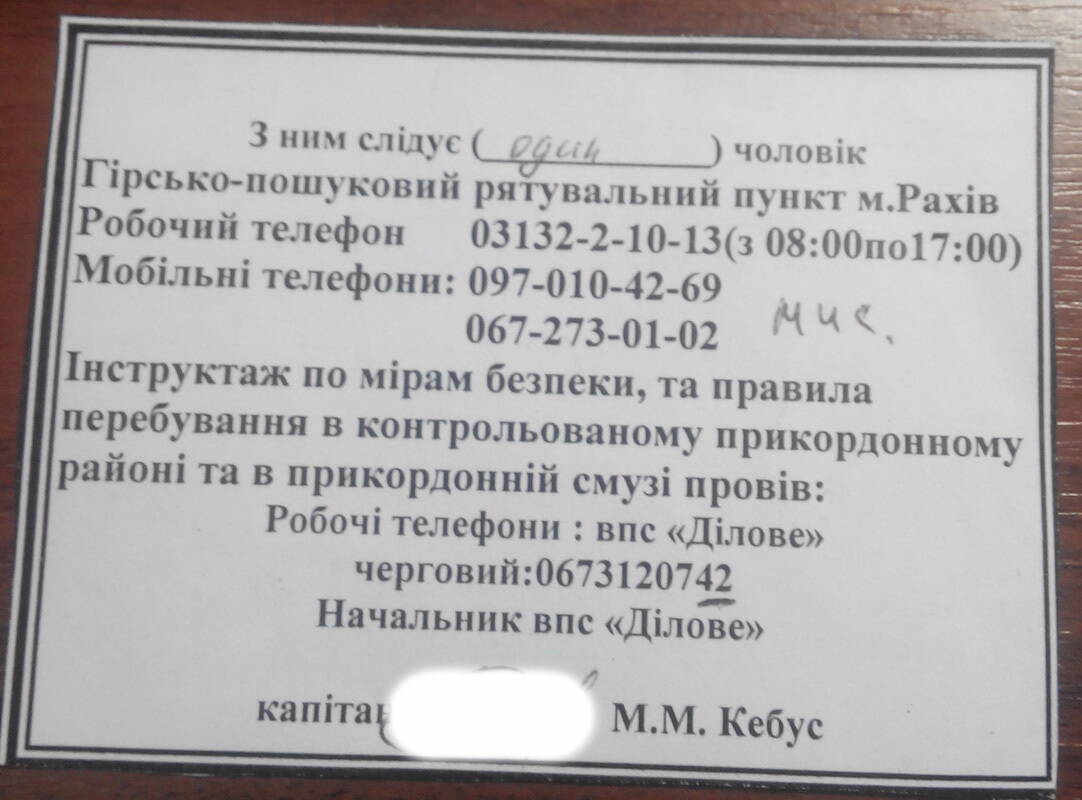 З ним слідує ( один ) чоловік
Гірсько-пошуковий рятувальний пункт м.Рахів
Робочий телефон 03132-2-10-13(з 08:00по17:00)
Мобільні телефони: 097-010-42-69
067-273-01-02
Інструктаж по мірам безпеки, та правила
перебування в контрольованому прикордонному
районі та в прикордонній смузі провів:
Робочі телефони : впс «Ділове»
черговий:0673120742
Начальник впс «Ділове»
капітан М.М. Кебус